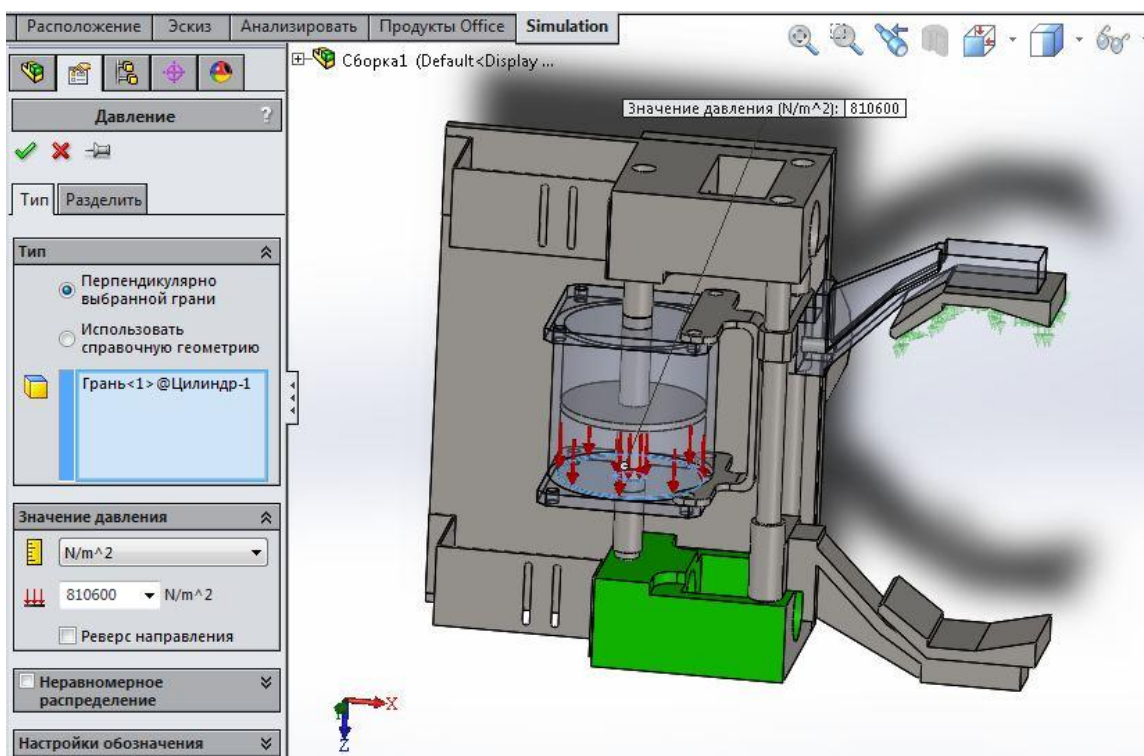 Расположение Эскиз Анализировать Продукты Office Simulation
Сборка1 (Default<Display ...
Давление ?
Значение давления (N/m^2): 810600
Тип Разделить
Тип
Перпендикулярно
выбранной грани
Использовать
справочную геометрию
Грань<1>@Цилиндр-1
Значение давления
N/m^2
810600 N/m^2
Реверс направления
Неравномерное
распределение
Настройки обозначения
X
Z